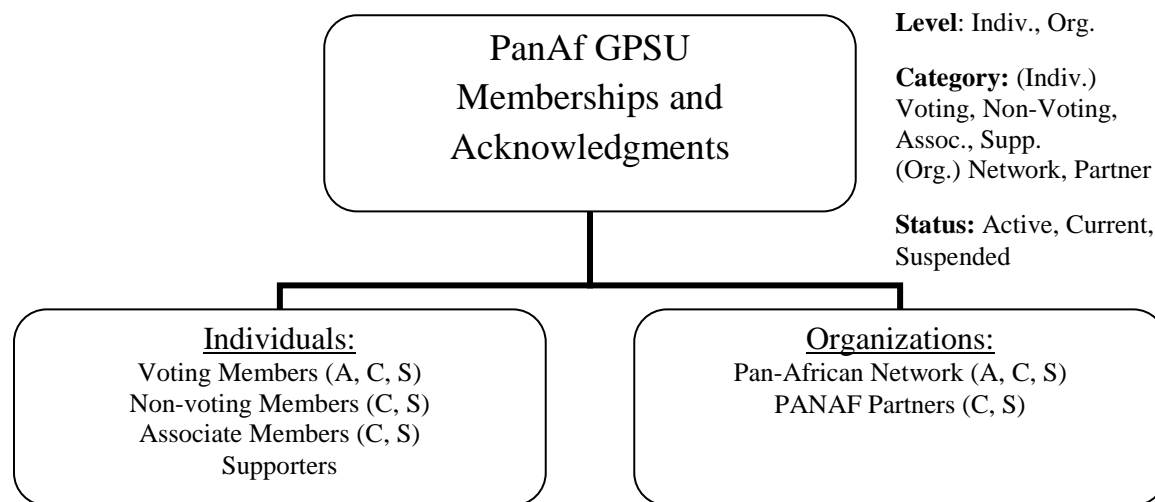 PanAf GPSU
Memberships and
Acknowledgments
Level: Indiv., Org.
Category: (Indiv.)
Voting, Non-Voting,
Assoc., Supp.
(Org.) Network, Partner
Status: Active, Current,
Suspended
Individuals:
Voting Members (A, C, S)
Non-voting Members (C, S)
Associate Members (C, S)
Supporters
Organizations:
Pan-African Network (A, C, S)
PANAF Partners (C, S)